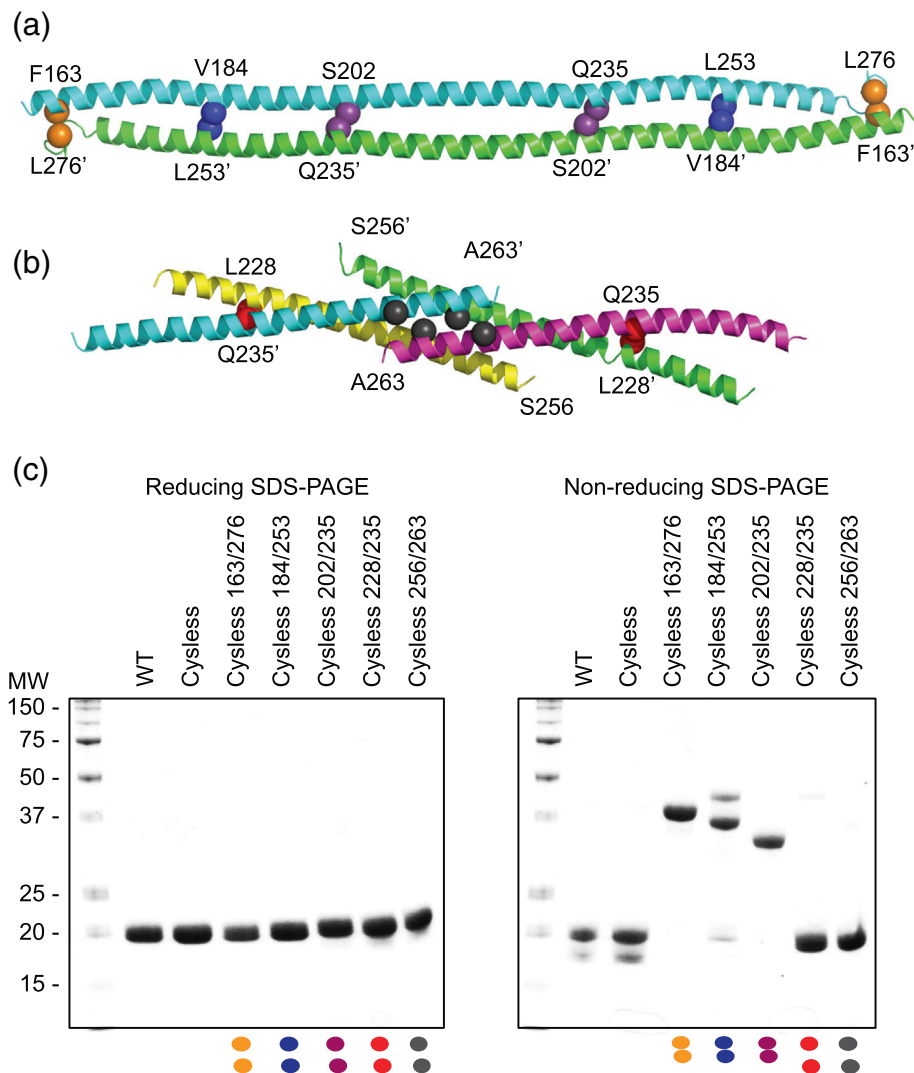 (a)
F163 V184 S202 Q235 L253 L276
L276’ L253’ Q235’ S202’ V184’ F163’
(b)
S256’ A263’
L228 Q235
Q235’ A263 S256 L228’
(c)
Reducing SDS-PAGE Non-reducing SDS-PAGE
WT
Cysless
Cysless 163/276
Cysless 184/253
Cysless 202/235
Cysless 228/235
Cysless 256/263
WT
Cysless
Cysless 163/276
Cysless 184/253
Cysless 202/235
Cysless 228/235
Cysless 256/263
MW
150 -
75 -
50 -
37 -
25 -
20 -
15 -